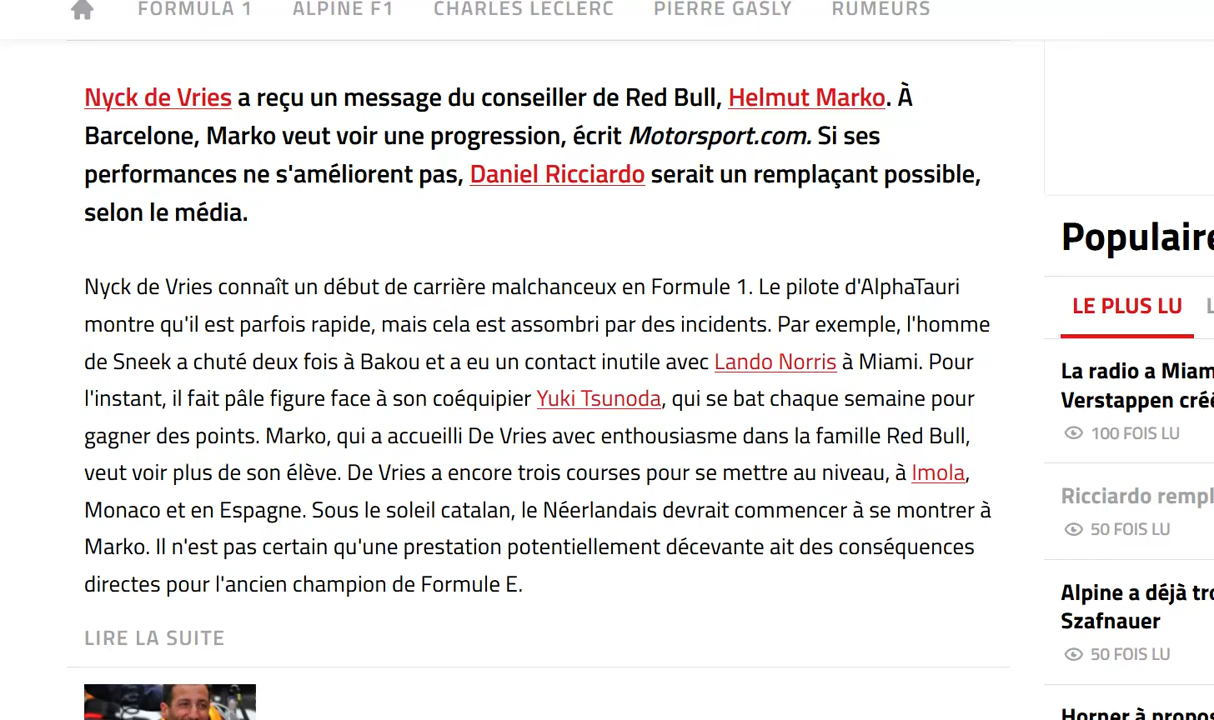 FORMULA 1 ALPINE F1 CHARLES LECLERC PIERRE GASLY RUMEURS
Nyck de Vries a reçu un message du conseiller de Red Bull, Helmut Marko. À
Barcelone, Marko veut voir une progression, écrit Motorsport.com. Si ses
performances ne s'améliorent pas, Daniel Ricciardo serait un remplaçant possible,
selon le média.
Nyck de Vries connaît un début de carrière malchanceux en Formule 1. Le pilote d'AlphaTauri
montre qu'il est parfois rapide, mais cela est assombri par des incidents. Par exemple, l'homme
de Sneek a chuté deux fois à Bakou et a eu un contact inutile avec Lando Norris à Miami. Pour
l'instant, il fait pâle figure face à son coéquipier Yuki Tsunoda, qui se bat chaque semaine pour
gagner des points. Marko, qui a accueilli De Vries avec enthousiasme dans la famille Red Bull,
veut voir plus de son élève. De Vries a encore trois courses pour se mettre au niveau, à Imola,
Monaco et en Espagne. Sous le soleil catalan, le Néerlandais devrait commencer à se montrer à
Marko. Il n'est pas certain qu'une prestation potentiellement décevante ait des conséquences
directes pour l'ancien champion de Formule E.
LIRE LA SUITE
Populaire
LE PLUS LU
La radio a Miam
Verstappen créé
100 FOIS LU
Ricciardo rempl
50 FOIS LU
Alpine a déjà tro
Szafnauer
50 FOIS LU
Horner à propos